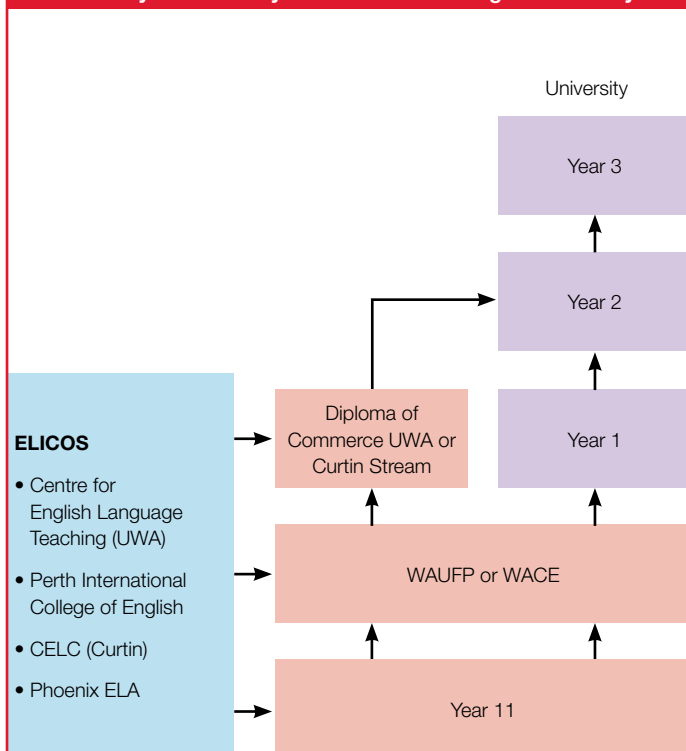 University
Year 3
Year 2
Diploma of
Commerce UWA or
Curtin Stream
Year 1
ELICOS
• Centre for
English Language
Teaching (UWA)
• Perth International
College of English
• CELC (Curtin)
• Phoenix ELA
WAUFP or WACE
Year 11